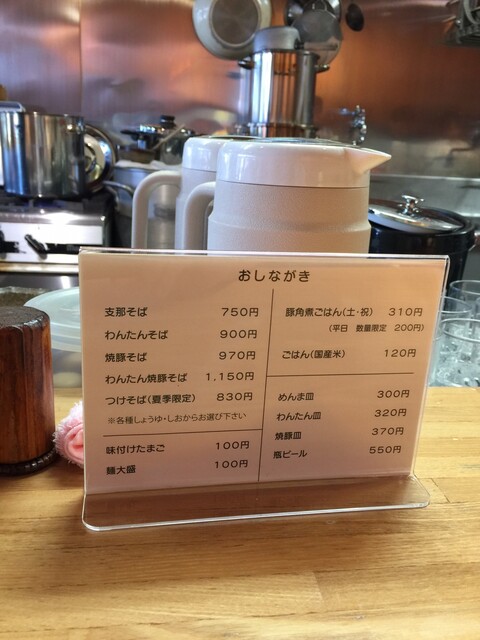 おしながき
支那そば 750円
わんたんそば 900円
焼豚そば 970円
わんたん焼豚そば 1,150円
つけそば(夏季限定) 830円
※各種しょうゆ・しおからお選び下さい
味付けたまご 100円
麺大盛 100円
豚角煮ごはん(土・祝) 310円
(平日 数量限定 200円)
ごはん(国産米) 120円
めんま皿 300円
わんたん皿 320円
焼豚皿 370円
瓶ビール 550円